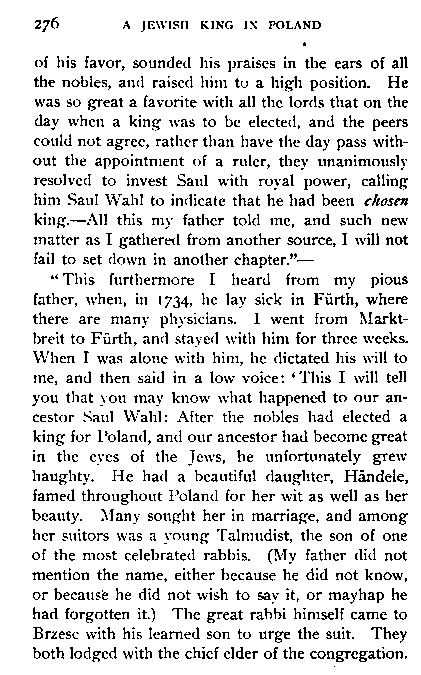 276 A JEWISH KING IN POLAND
of his favor, sounded his praises in the ears of all
the nobles, and raised him to a high position. He
was so great a favorite with all the lords that on the
day when a king was to be elected, and the peers
could not agree, rather than have the day pass with-
out the appointment of a ruler, they unanimously
resolved to invest Saul with royal power, calling
him Saul Wahl to indicate that he had been chosen
king.—All this my father told me, and such new
matter as I gathered from another source, I will not
fail to set down in another chapter."—
"This furthermore I heard from my pious
father, when, in 1734, he lay sick in Fürth, where
there are many physicians. I went from Markt-
breit to Fürth, and stayed with him for three weeks.
When I was alone with him, he dictated his will to
me, and then said in a low voice: 'This I will tell
you that you may know what happened to our an-
cestor Saul Wahl: After the nobles had elected a
king for Poland, and our ancestor had become great
in the eyes of the Jews, he unfortunately grew
haughty. He had a beautiful daughter, Händele,
famed throughout Poland for her wit as well as her
beauty. Many sought her in marriage, and among
her suitors was a young Talmudist, the son of one
of the most celebrated rabbis. (My father did not
mention the name, either because he did not know,
or because he did not wish to say it, or mayhap he
had forgotten it.) The great rabbi himself came to
Brzesc with his learned son to urge the suit. They
both lodged with the chief elder of the congregation.